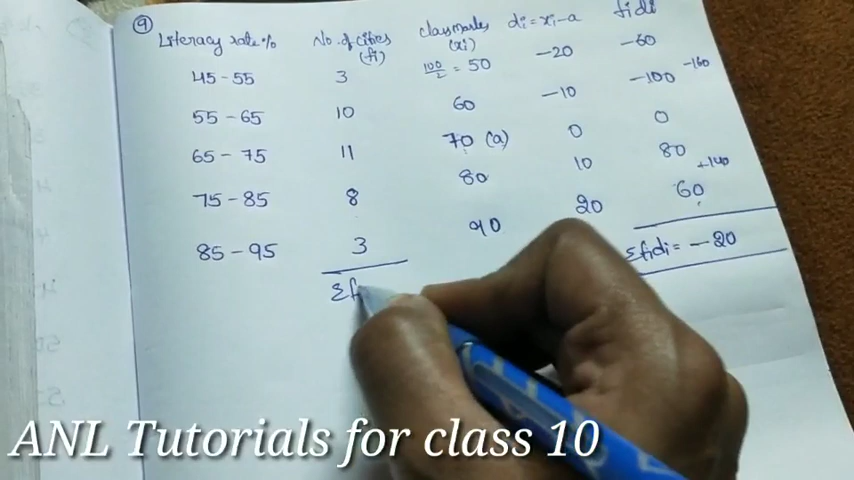 9 Literacy rate % No. of cities (fi) class marks (xi) di = xi - a fidi
45 - 55 3 100/2 = 50 -20 -60
55 - 65 10 60 -10 -100 -160
65 - 75 11 70 (a) 0 0
75 - 85 8 80 10 80 +140
85 - 95 3 90 20 60
Σf Σfidi = -20
ANL Tutorials for class 10